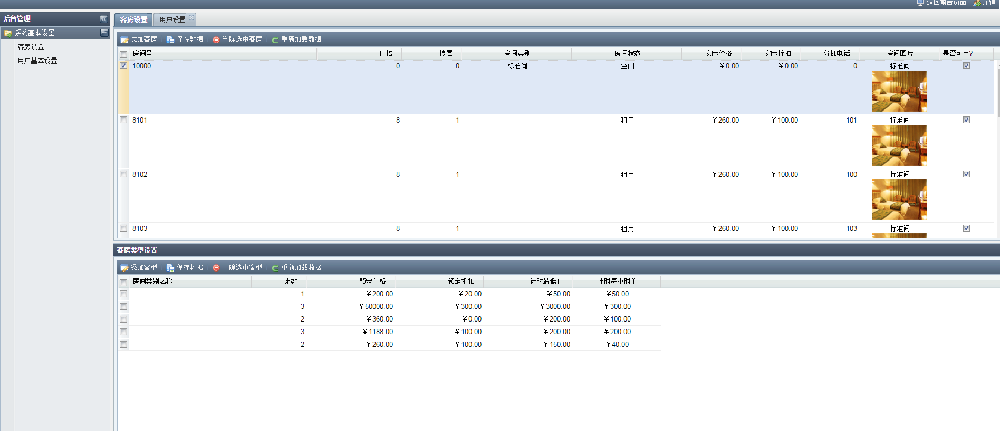 返回前台页面 注销
后台管理
系统基本设置
客房设置
用户基本设置
客房设置 用户设置
添加客房 保存数据 删除选中客房 重新加载数据
房间号 区域 楼层 房间类别 房间状态 实际价格 实际折扣 分机电话 房间图片 是否可用?
10000 0 0 标准间 空闲 ￥0.00 ￥0.00 0 标准间
8101 8 1 租用 ￥260.00 ￥100.00 101 标准间
8102 8 1 租用 ￥260.00 ￥100.00 100 标准间
8103 8 1 租用 ￥260.00 ￥100.00 103 标准间
客房类型设置
添加客型 保存数据 删除选中客型 重新加载数据
房间类别名称 床数 预定价格 预定折扣 计时最低价 计时每小时价
1 ￥200.00 ￥20.00 ￥50.00 ￥50.00
3 ￥50000.00 ￥300.00 ￥3000.00 ￥300.00
2 ￥360.00 ￥0.00 ￥200.00 ￥100.00
3 ￥1188.00 ￥100.00 ￥200.00 ￥200.00
2 ￥260.00 ￥100.00 ￥150.00 ￥40.00